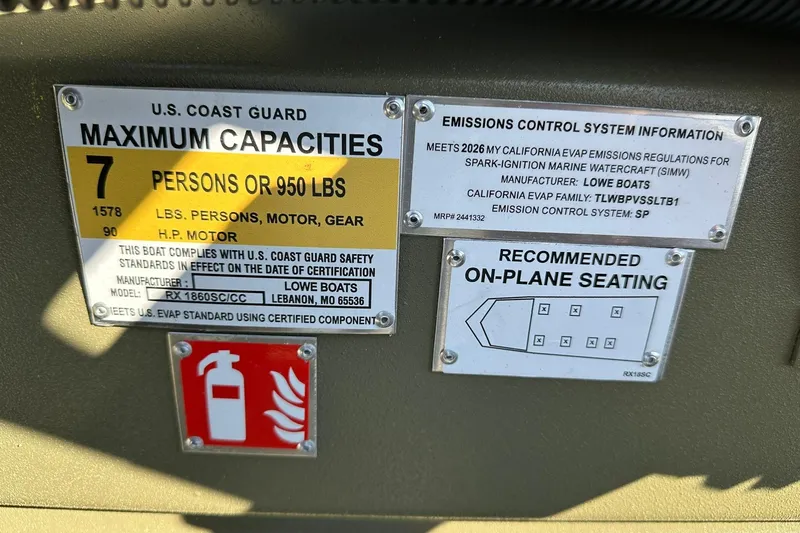 U.S. COAST GUARD
MAXIMUM CAPACITIES
7 PERSONS OR 950 LBS
1578 LBS. PERSONS, MOTOR, GEAR
90 H.P. MOTOR
THIS BOAT COMPLIES WITH U.S. COAST GUARD SAFETY
STANDARDS IN EFFECT ON THE DATE OF CERTIFICATION
MANUFACTURER : LOWE BOATS
MODEL: RX 1860SC/CC LEBANON, MO 65536
MEETS U.S. EVAP STANDARD USING CERTIFIED COMPONENT
EMISSIONS CONTROL SYSTEM INFORMATION
MEETS 2026 MY CALIFORNIA EVAP EMISSIONS REGULATIONS FOR
SPARK-IGNITION MARINE WATERCRAFT (SIMW)
MANUFACTURER: LOWE BOATS
CALIFORNIA EVAP FAMILY: TLWBPVSSLTB1
EMISSION CONTROL SYSTEM: SP
MRP# 2441332
RECOMMENDED
ON-PLANE SEATING
X X X
X X X X
RX18SC